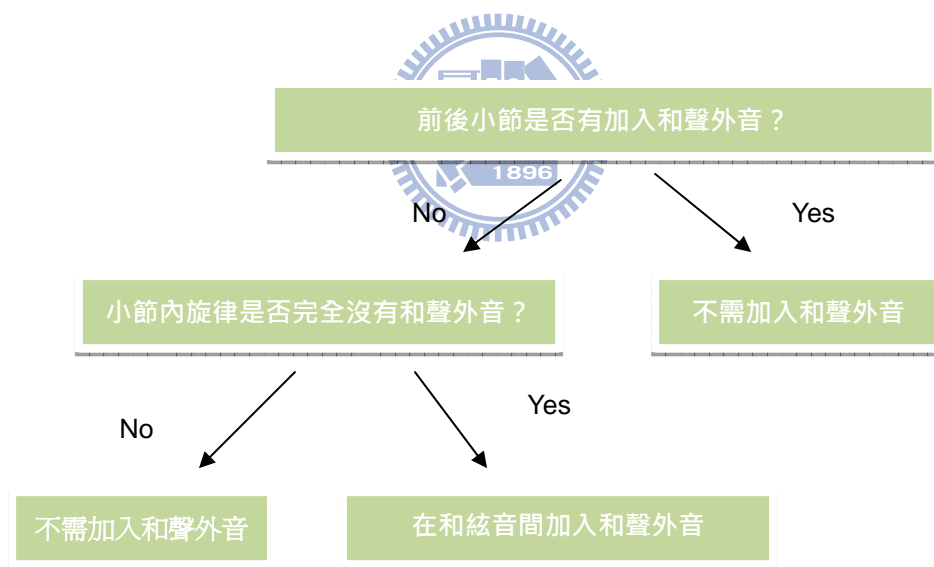 前後小節是否有加入和聲外音？
1896
No
Yes
小節內旋律是否完全沒有和聲外音？
不需加入和聲外音
No
Yes
不需加入和聲外音
在和絃音間加入和聲外音